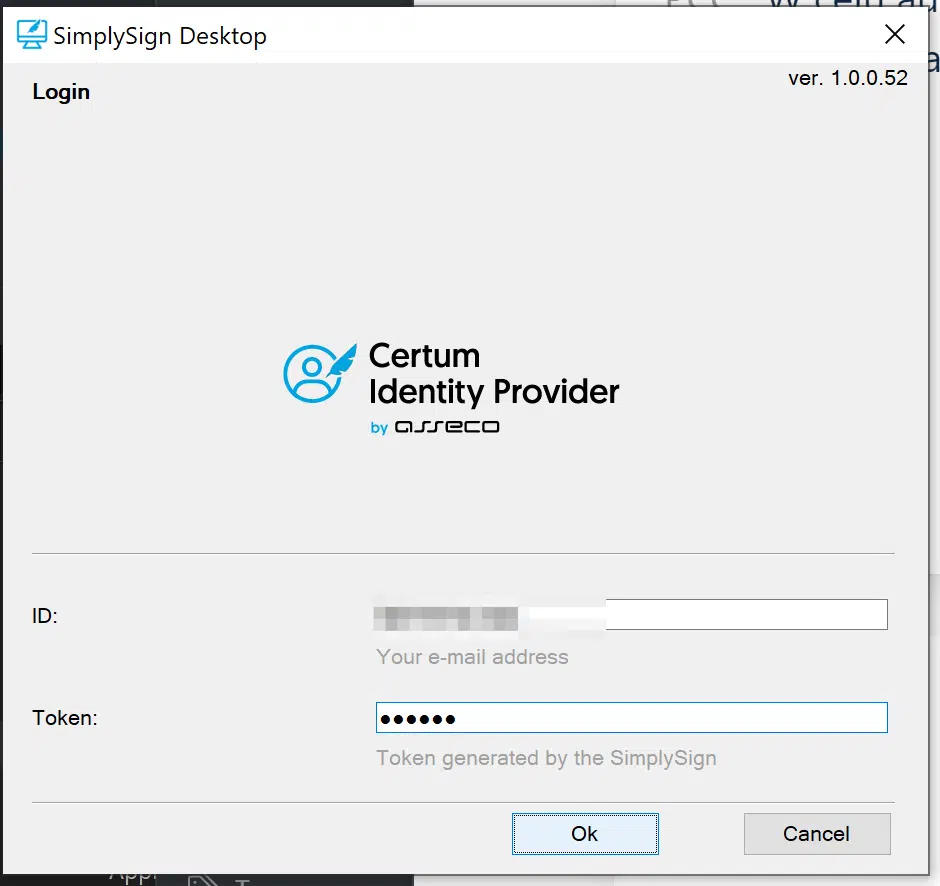 SimplySign Desktop
ver. 1.0.0.52
Login
Certum
Identity Provider
by asseco
ID:
Your e-mail address
Token:
●●●●●●
Token generated by the SimplySign
Ok
Cancel